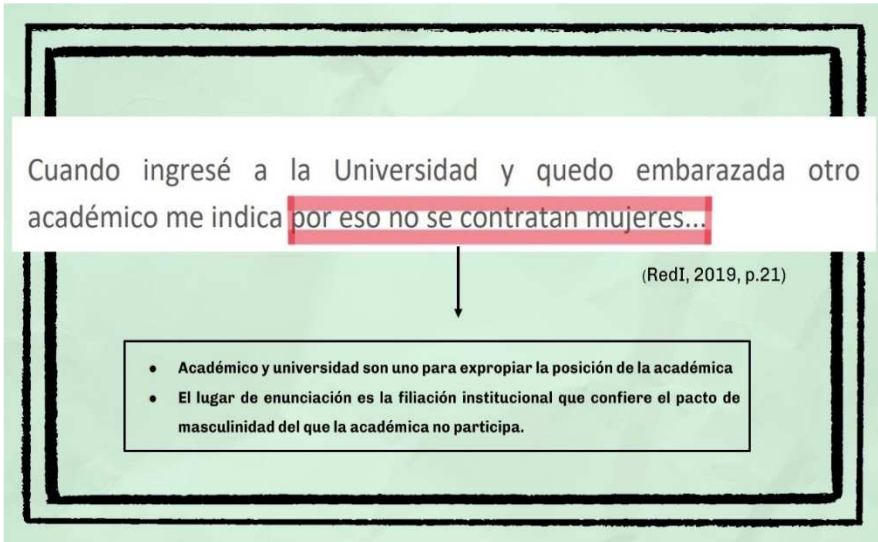 Cuando ingresé a la Universidad y quedo embarazada otro
académico me indica por eso no se contratan mujeres...
(RedI, 2019, p.21)
● Académico y universidad son uno para expropiar la posición de la académica
● El lugar de enunciación es la filiación institucional que confiere el pacto de
masculinidad del que la académica no participa.